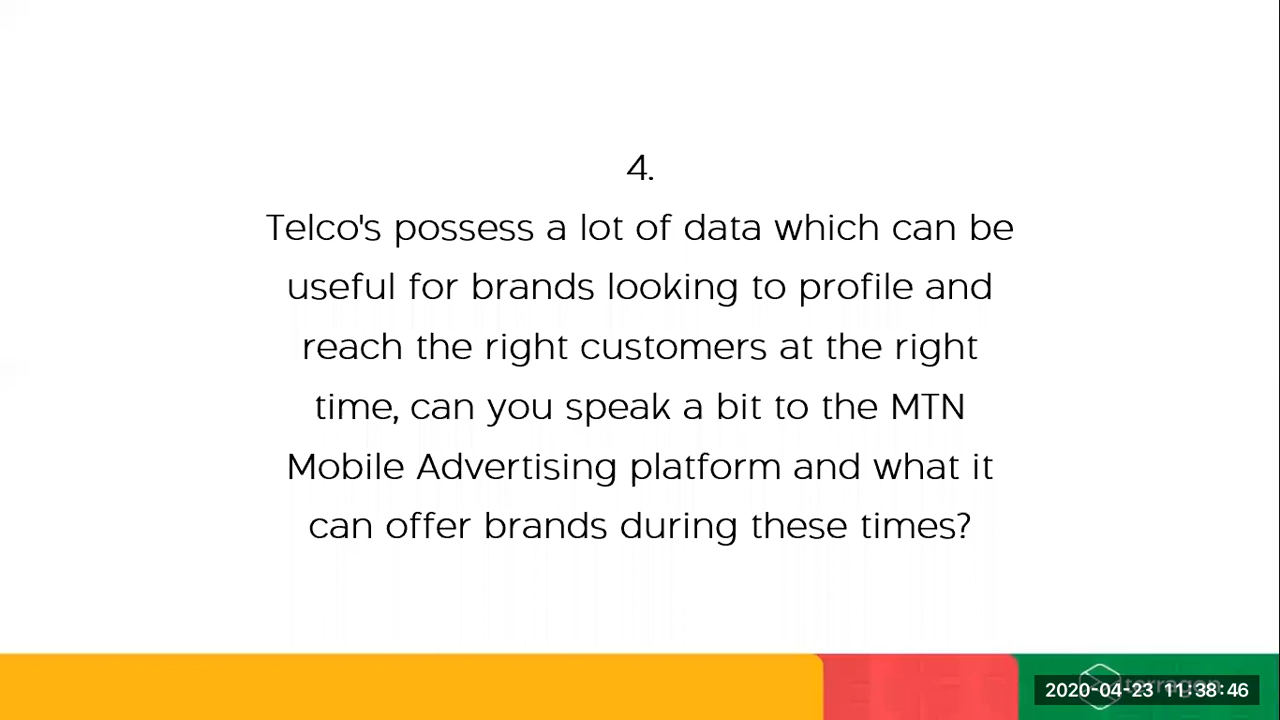 4.
Telco's possess a lot of data which can be
useful for brands looking to profile and
reach the right customers at the right
time, can you speak a bit to the MTN
Mobile Advertising platform and what it
can offer brands during these times?
2020-04-23 11:38:46